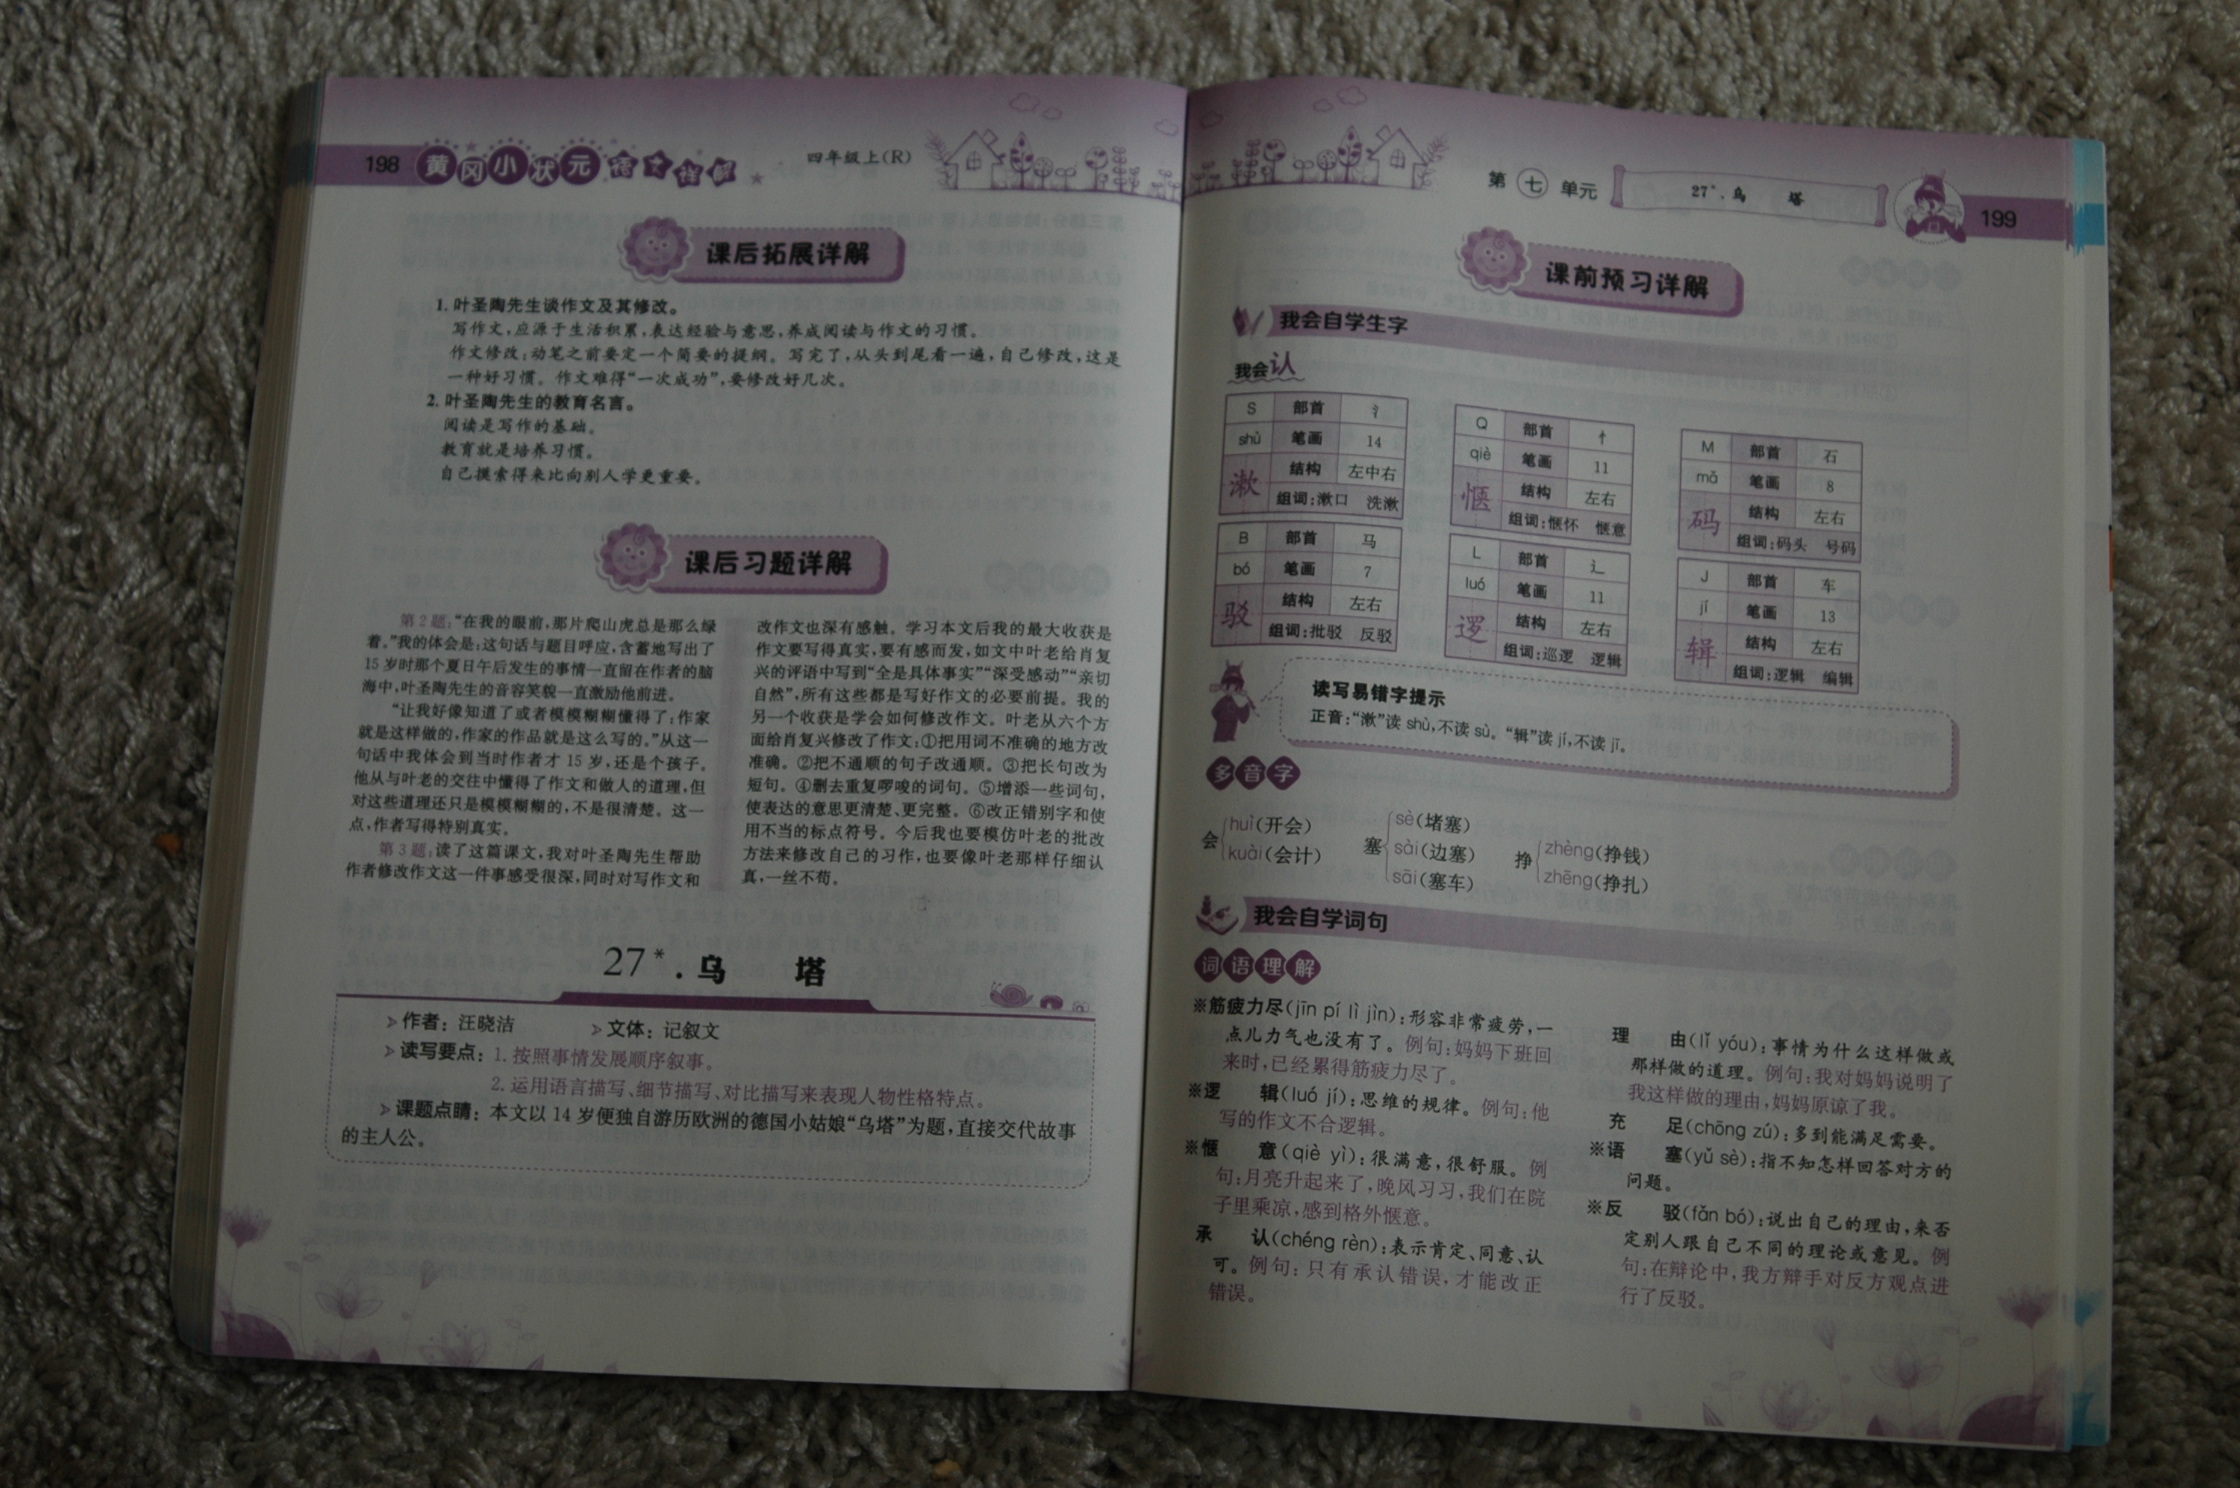 198 黄冈小状元
四年级上(R)
课后拓展详解
1. 叶圣陶先生谈作文及其修改。
写作文,应源于生活积累,表达经验与意思,养成阅读与作文的习惯。
作文修改:动笔之前要定一个简要的提纲。写完了,从头到尾看一遍,自己修改,这是
一种好习惯。作文难得“一次成功”,要修改好几次。
2. 叶圣陶先生的教育名言。
阅读是写作的基础。
教育就是培养习惯。
自己摸索得来比向别人学更重要。
课后习题详解
第2题:“在我的眼前,那片爬山虎总是那么绿
着。”我的体会是:这句话与题目呼应,含蓄地写出了
15岁时那个夏日午后发生的事情一直留在作者的脑
海中,叶圣陶先生的音容笑貌一直激励他前进。
“让我好像知道了或者模模糊糊懂得了:作家
就是这样做的,作家的作品就是这么写的。”从这一
句话中我体会到当时作者才15岁,还是个孩子。
他从与叶老的交往中懂得了作文和做人的道理,但
对这些道理还只是模模糊糊的,不是很清楚。这一
点,作者写得特别真实。
第3题:读了这篇课文,我对叶圣陶先生帮助
作者修改作文这一件事感受很深,同时对写作文和
改作文也深有感触。学习本文后我的最大收获是
作文要写得真实,要有感而发,如文中叶老给肖复
兴的评语中写到“全是具体事实”“深受感动”“亲切
自然”,所有这些都是写好作文的必要前提。我的
另一个收获是学会如何修改作文。叶老从六个方
面给肖复兴修改了作文:①把用词不准确的地方改
准确。②把不通顺的句子改通顺。③把长句改为
短句。④删去重复啰唆的词句。⑤增添一些词句,
使表达的意思更清楚、更完整。⑥改正错别字和使
用不当的标点符号。今后我也要模仿叶老的批改
方法来修改自己的习作,也要像叶老那样仔细认
真,一丝不苟。
27*.乌 塔
作者:汪晓洁 文体:记叙文
读写要点:1. 按照事情发展顺序叙事。
2. 运用语言描写、细节描写、对比描写来表现人物性格特点。
课题点睛:本文以14岁便独自游历欧洲的德国小姑娘“乌塔”为题,直接交代故事
的主人公。
第七单元 27*.乌 塔 199
课前预习详解
我会自学生字
我会认
S 部首 氵
shù 笔画 14
漱 结构 左中右
组词:漱口 洗漱
Q 部首 忄
qiè 笔画 11
惬 结构 左右
组词:惬怀 惬意
M 部首 石
mǎ 笔画 8
码 结构 左右
组词:码头 号码
B 部首 马
bó 笔画 7
驳 结构 左右
组词:批驳 反驳
L 部首 辶
luó 笔画 11
逻 结构 左右
组词:巡逻 逻辑
J 部首 车
jí 笔画 13
辑 结构 左右
组词:逻辑 编辑
读写易错字提示
正音:“漱”读 shù,不读 sù。“辑”读 jí,不读 jī。
多音字
会 huì(开会)
kuài(会计)
塞 sè(堵塞)
sài(边塞)
sāi(塞车)
挣 zhèng(挣钱)
zhēng(挣扎)
我会自学词句
词语理解
※筋疲力尽(jīn pí lì jìn):形容非常疲劳,一
点儿力气也没有了。例句:妈妈下班回
来时,已经累得筋疲力尽了。
※逻 辑(luó jí):思维的规律。例句:他
写的作文不合逻辑。
※惬 意(qiè yì):很满意,很舒服。例
句:月亮升起来了,晚风习习,我们在院
子里乘凉,感到格外惬意。
承 认(chéng rèn):表示肯定、同意、认
可。例句:只有承认错误,才能改正
错误。
理 由(lǐ yóu):事情为什么这样做或
那样做的道理。例句:我对妈妈说明了
我这样做的理由,妈妈原谅了我。
充 足(chōng zú):多到能满足需要。
※语 塞(yǔ sè):指不知怎样回答对方的
问题。
※反 驳(fǎn bó):说出自己的理由,来否
定别人跟自己不同的理论或意见。例
句:在辩论中,我方辩手对反方观点进
行了反驳。